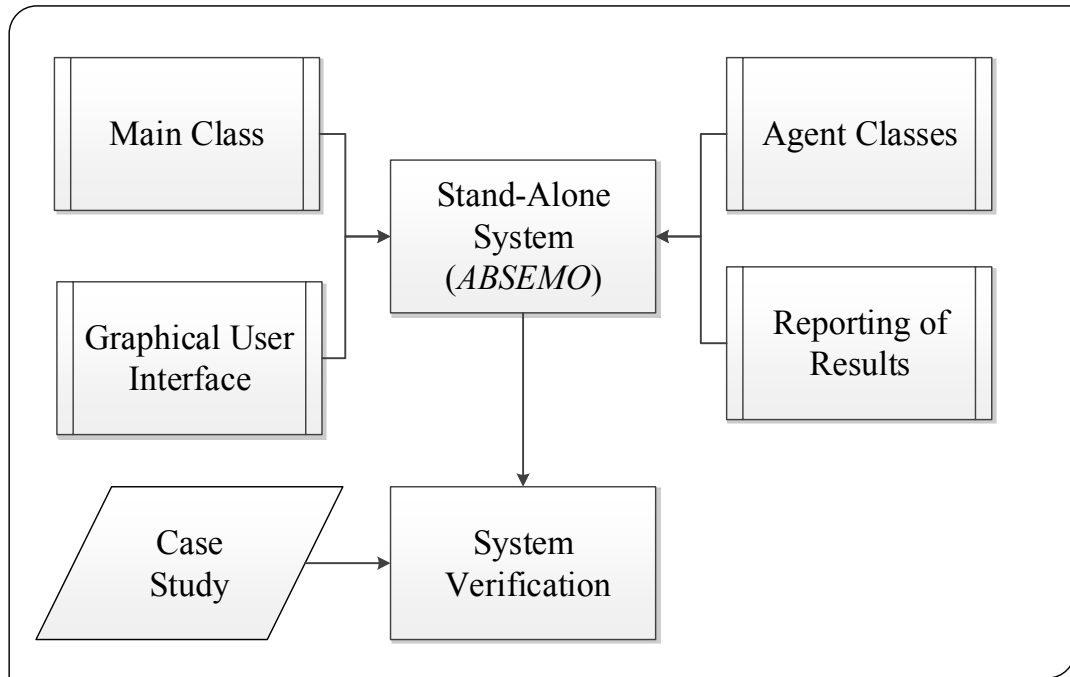 Main Class
Agent Classes
Stand-Alone
System
(ABSEMO)
Graphical User
Interface
Reporting of
Results
Case
Study
System
Verification